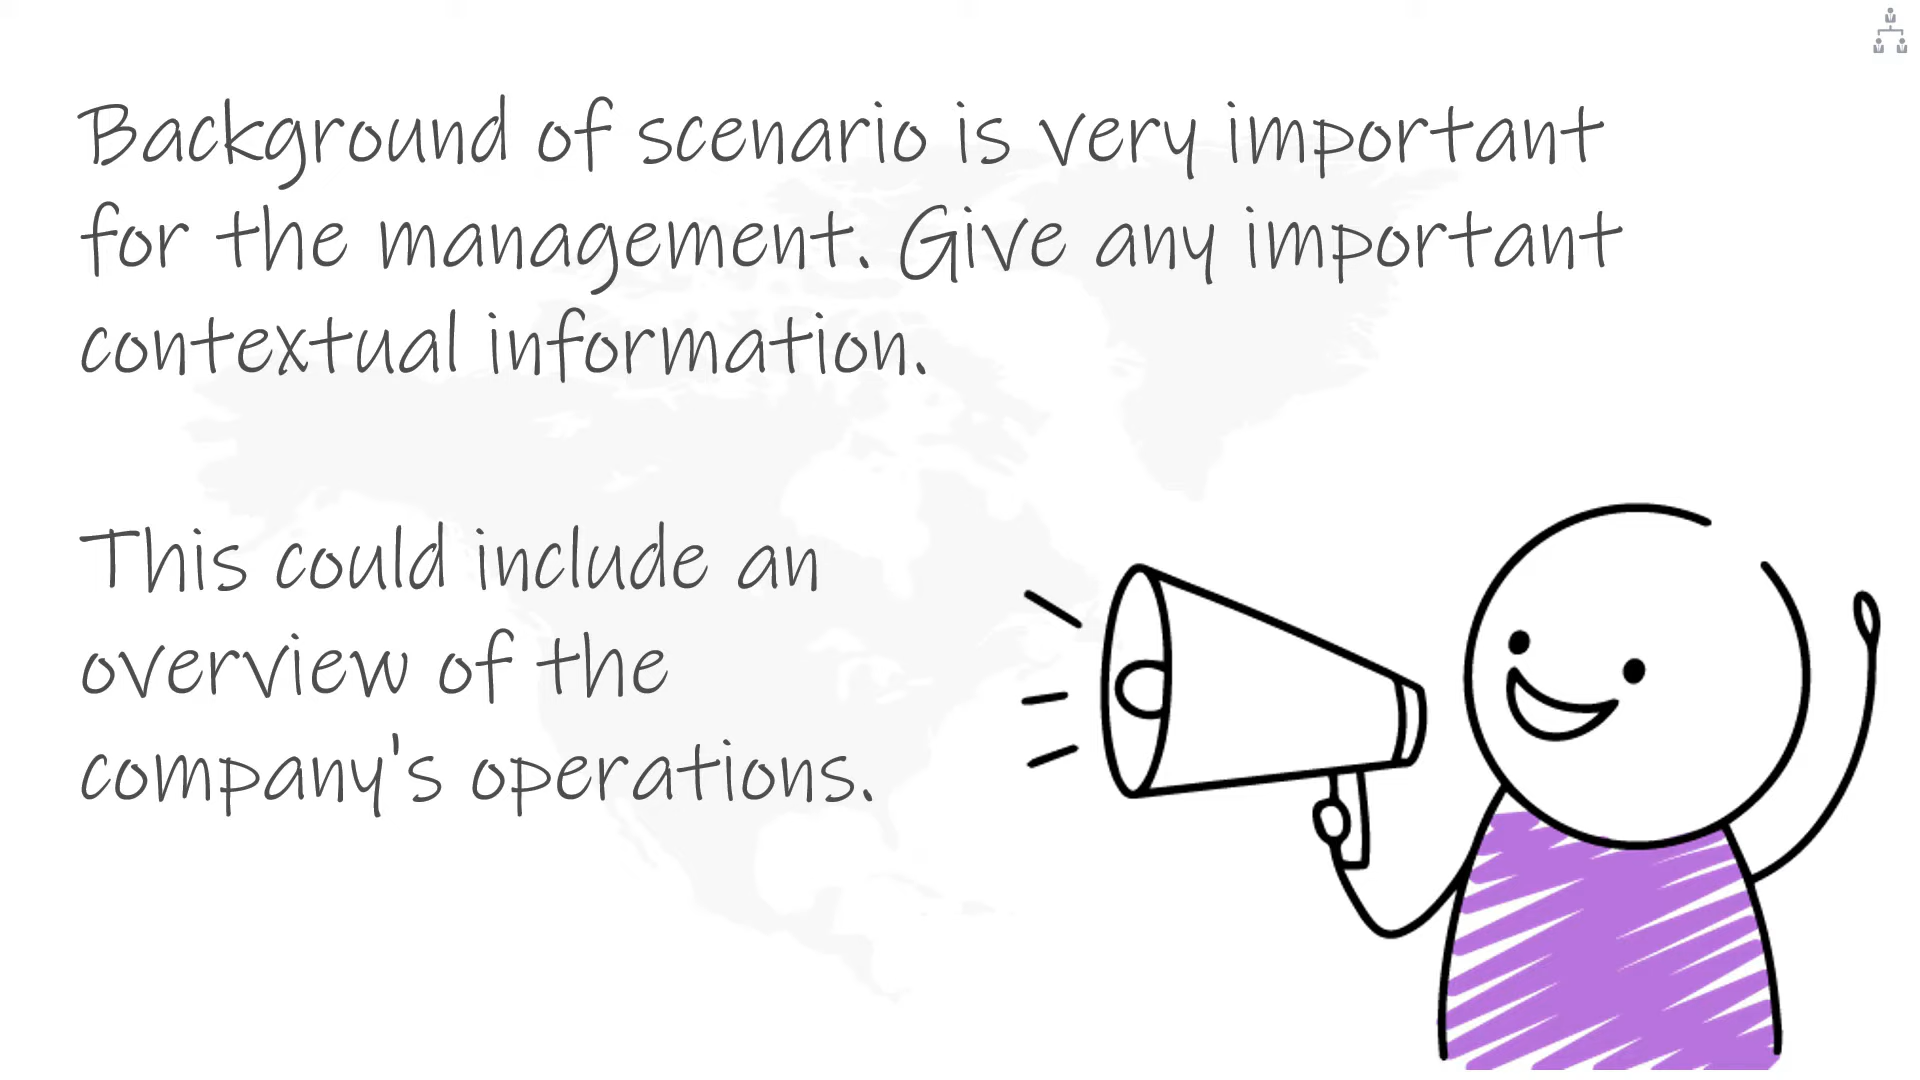 Background of scenario is very important
for the management. Give any important
contextual information.
This could include an
overview of the
company's operations.